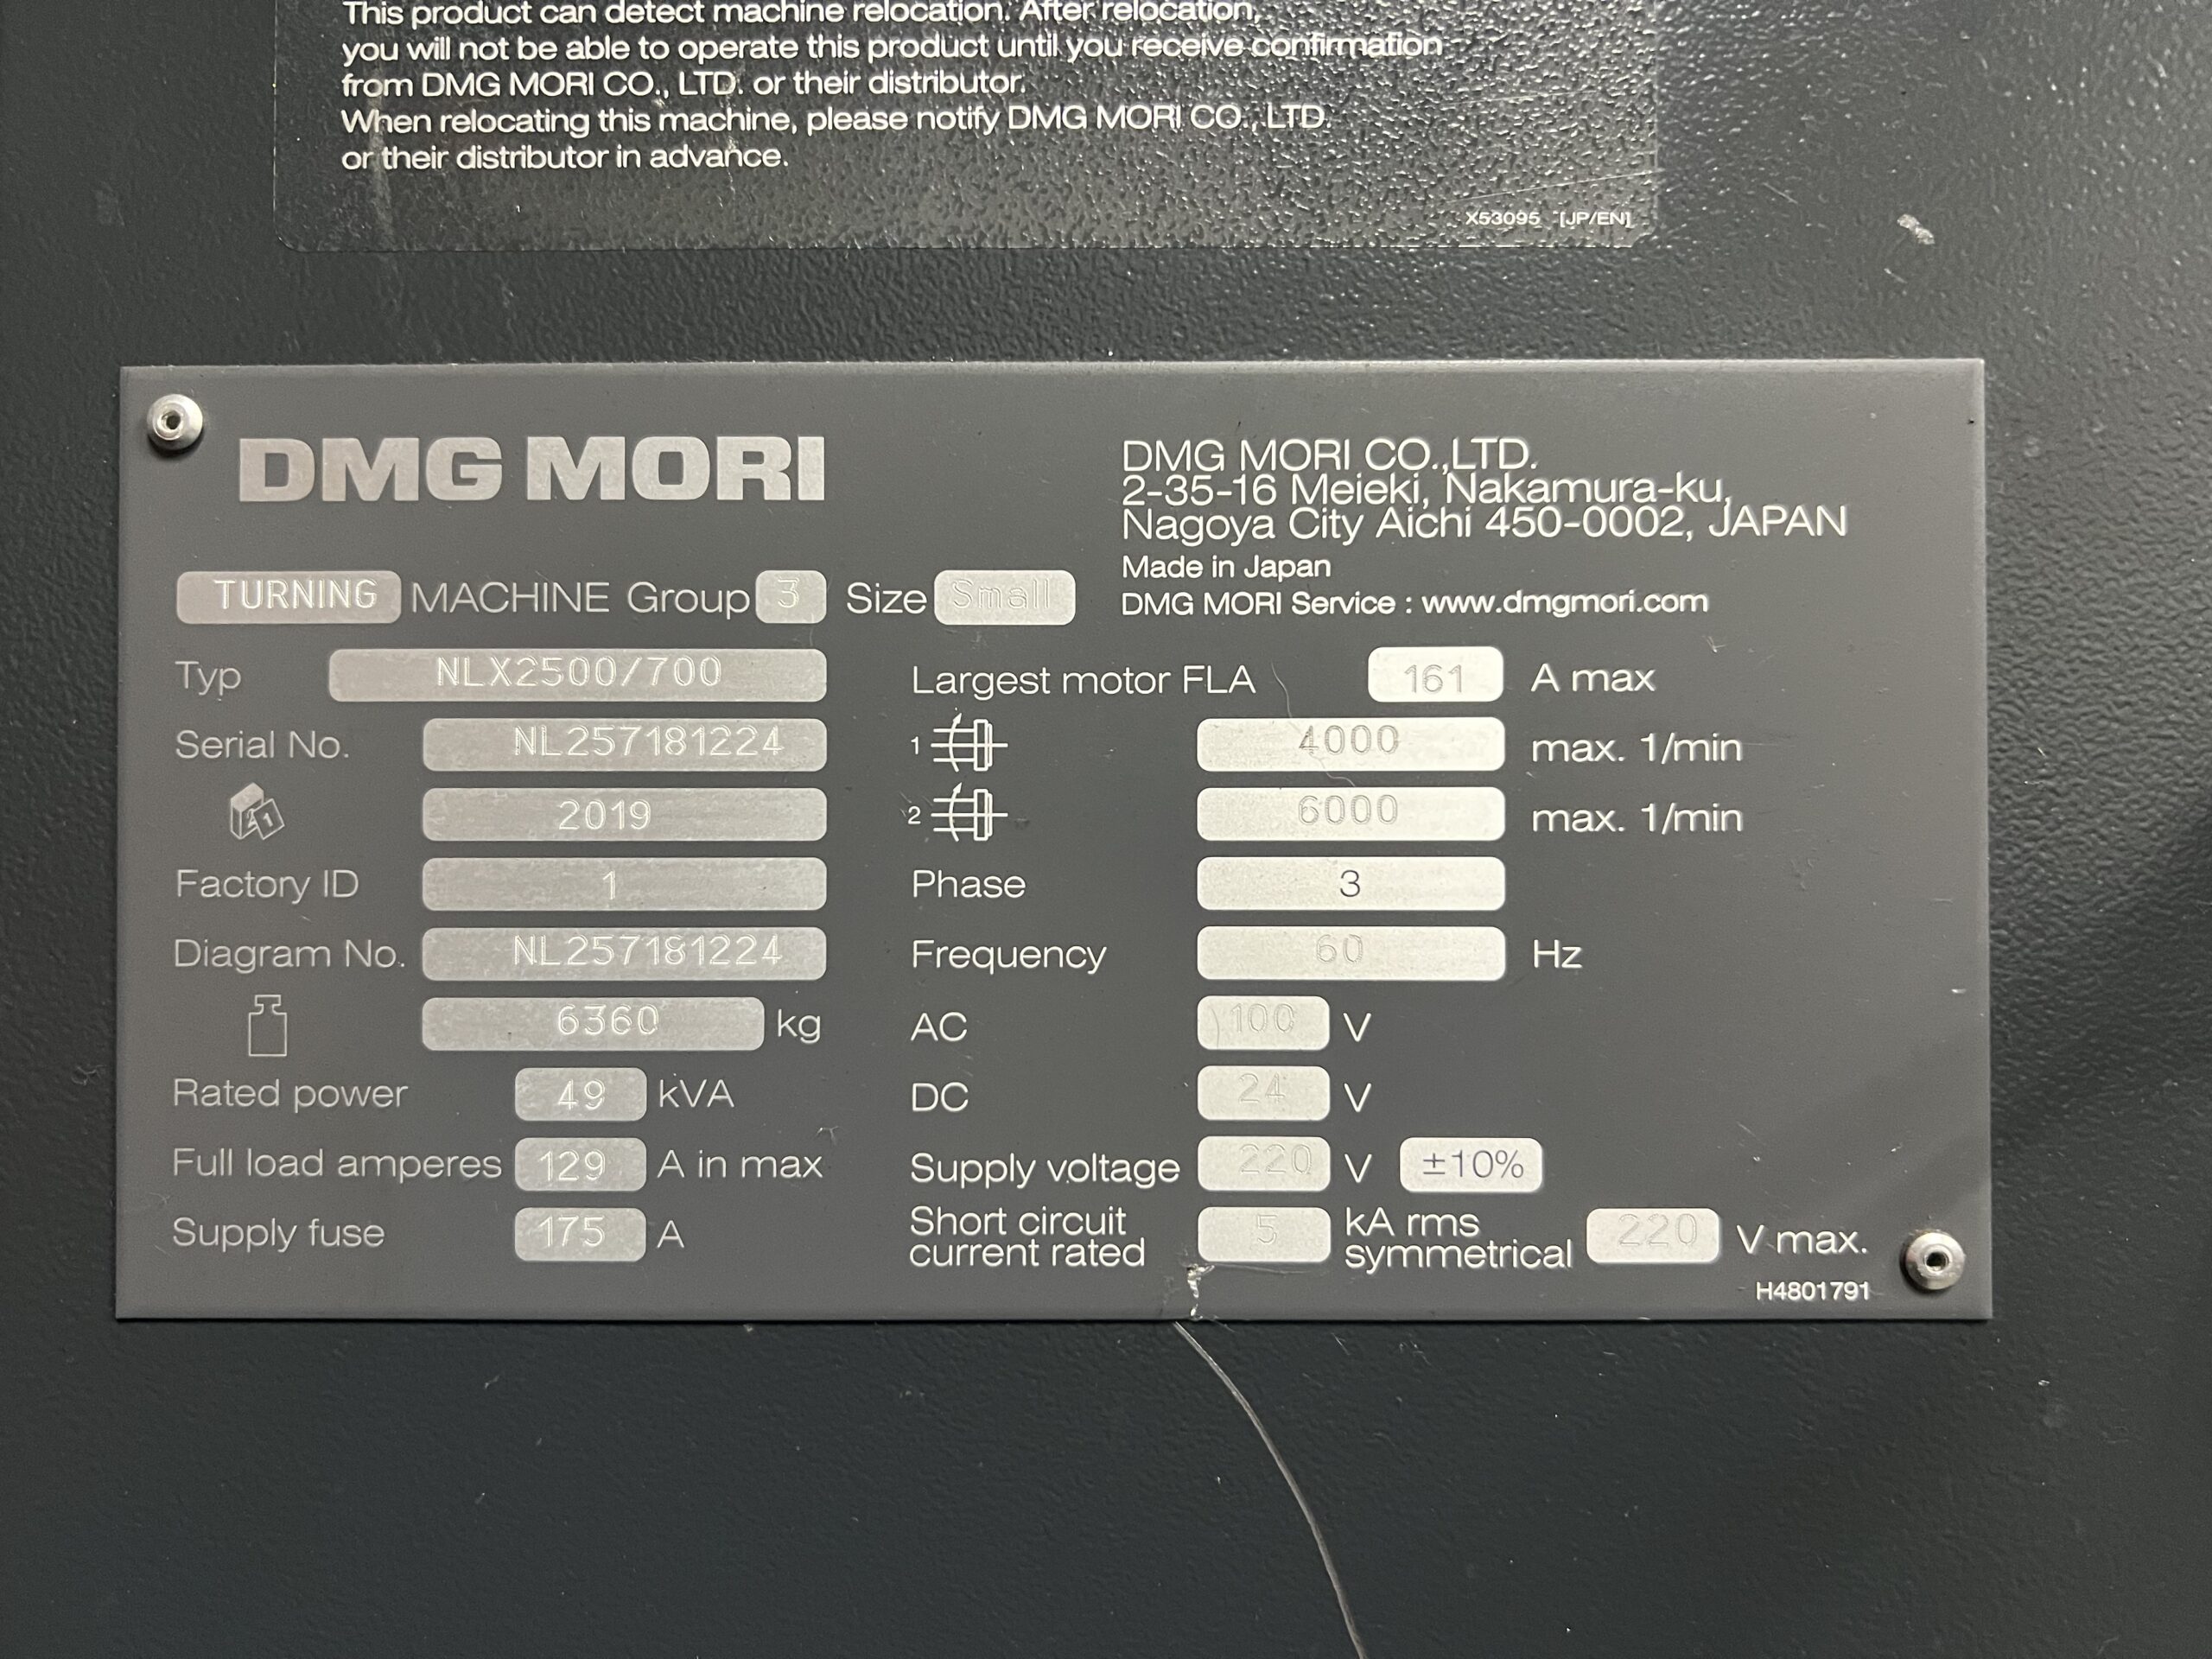 This product can detect machine relocation. After relocation,
you will not be able to operate this product until you receive confirmation
from DMG MORI CO., LTD. or their distributor.
When relocating this machine, please notify DMG MORI CO., LTD.
or their distributor in advance.
X53095 [JP/EN]
DMG MORI
DMG MORI CO.,LTD.
2-35-16 Meieki, Nakamura-ku,
Nagoya City Aichi 450-0002, JAPAN
Made in Japan
DMG MORI Service : www.dmgmori.com
TURNING MACHINE Group 3 Size Small
Typ NLX2500/700
Serial No. NL257181224
2019
Factory ID 1
Diagram No. NL257181224
6360 kg
Rated power 49 kVA
Full load amperes 129 A in max
Supply fuse 175 A
Largest motor FLA 161 A max
1 4000 max. 1/min
2 6000 max. 1/min
Phase 3
Frequency 60 Hz
AC 100 V
DC 24 V
Supply voltage 220 V ±10%
Short circuit current rated 5 kA rms symmetrical 220 V max.
H4801791